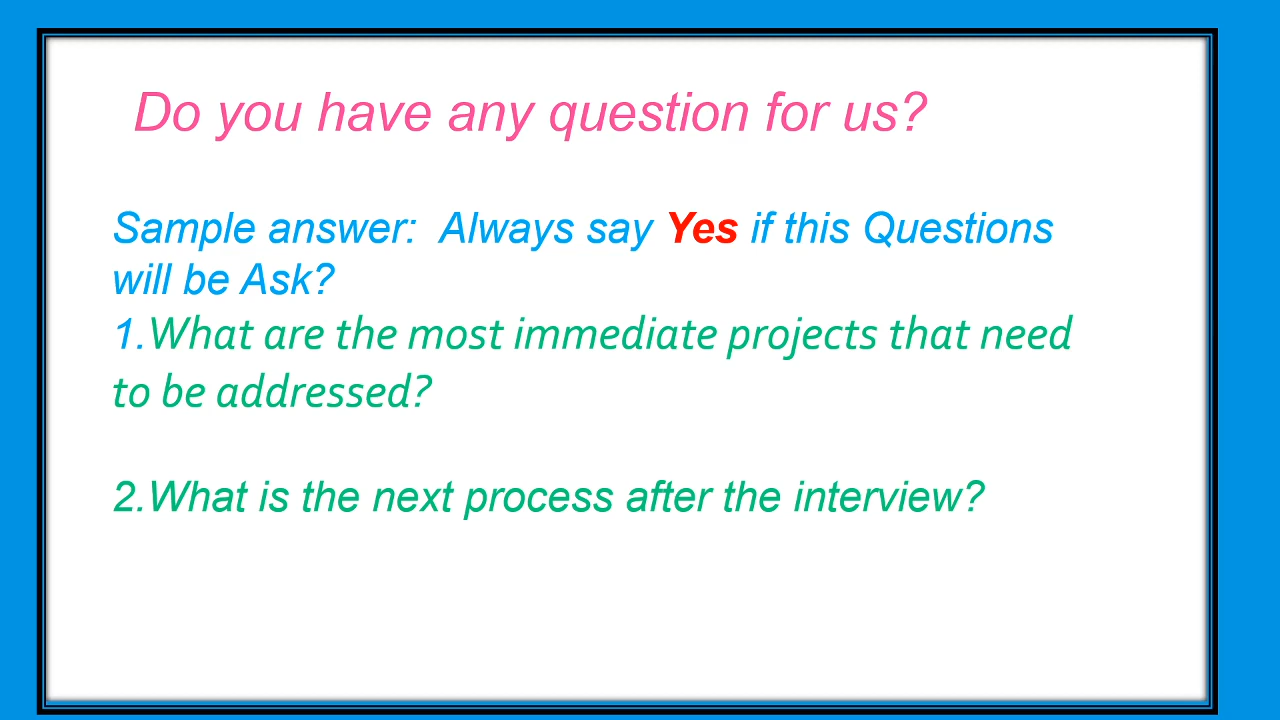 Do you have any question for us?
Sample answer:  Always say Yes if this Questions
will be Ask?
1.What are the most immediate projects that need
to be addressed?
2.What is the next process after the interview?